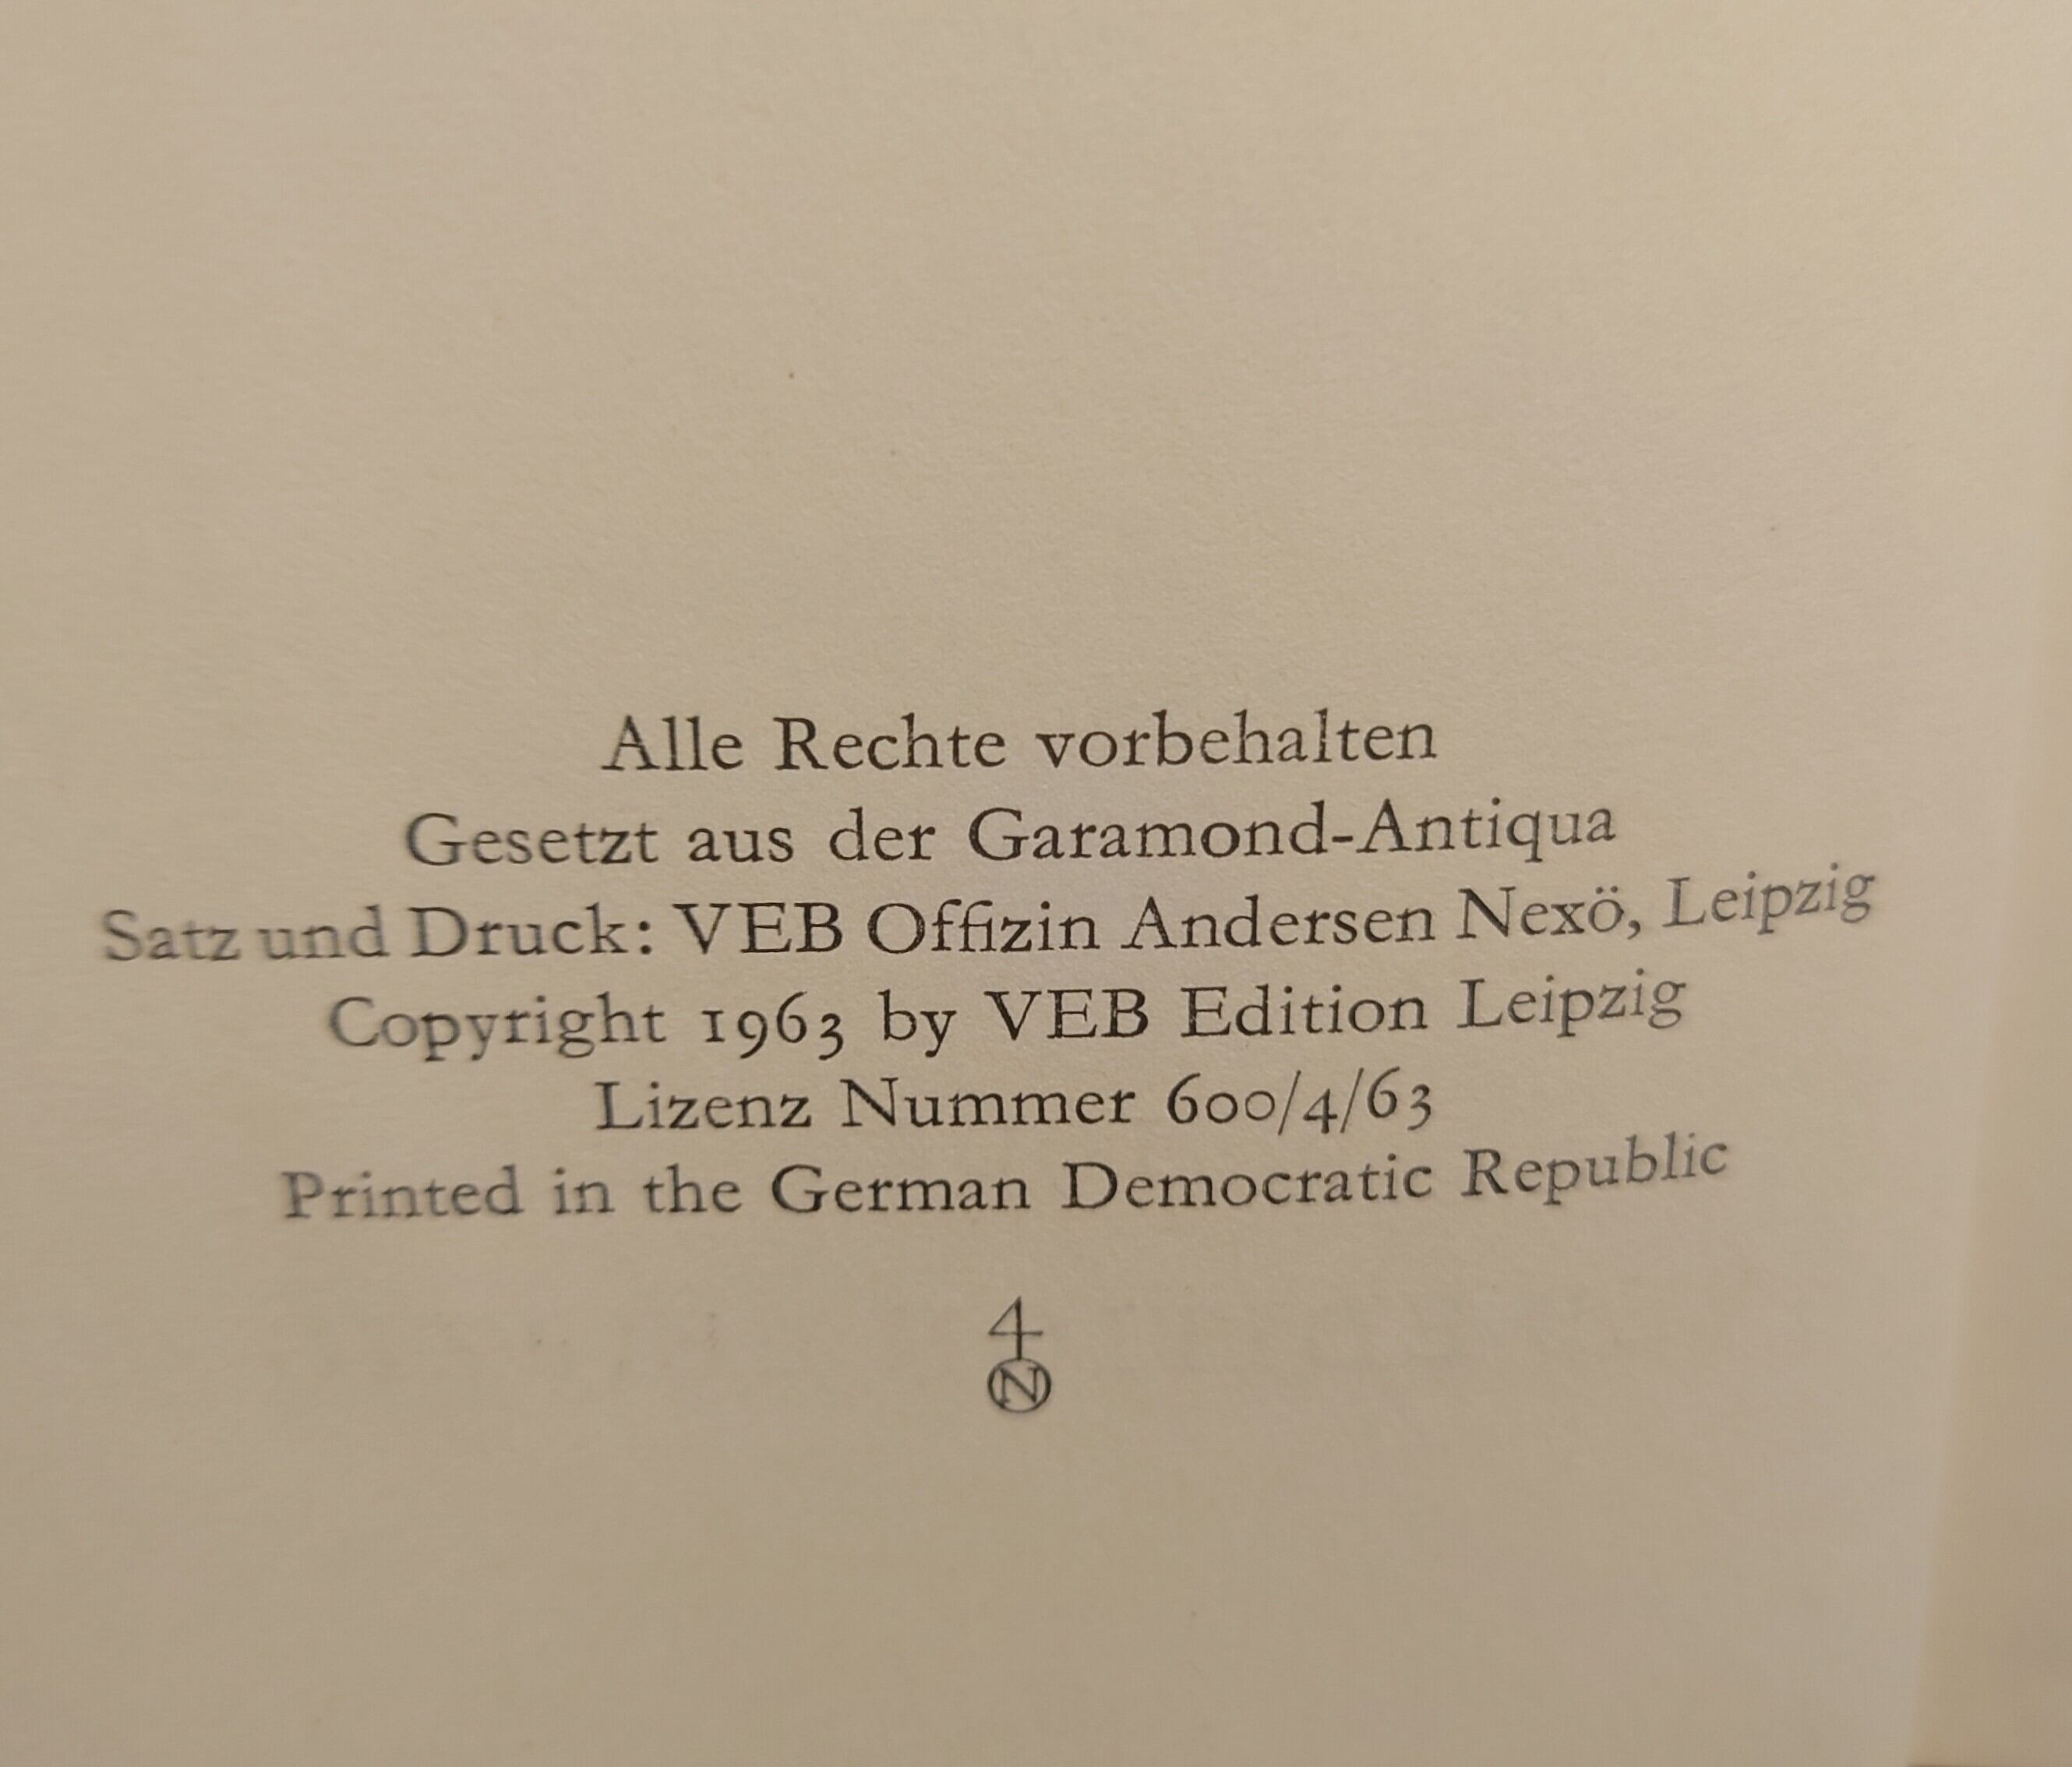 Alle Rechte vorbehalten
Gesetzt aus der Garamond-Antiqua
Satz und Druck: VEB Offizin Andersen Nexö, Leipzig
Copyright 1963 by VEB Edition Leipzig
Lizenz Nummer 600/4/63
Printed in the German Democratic Republic
4
N